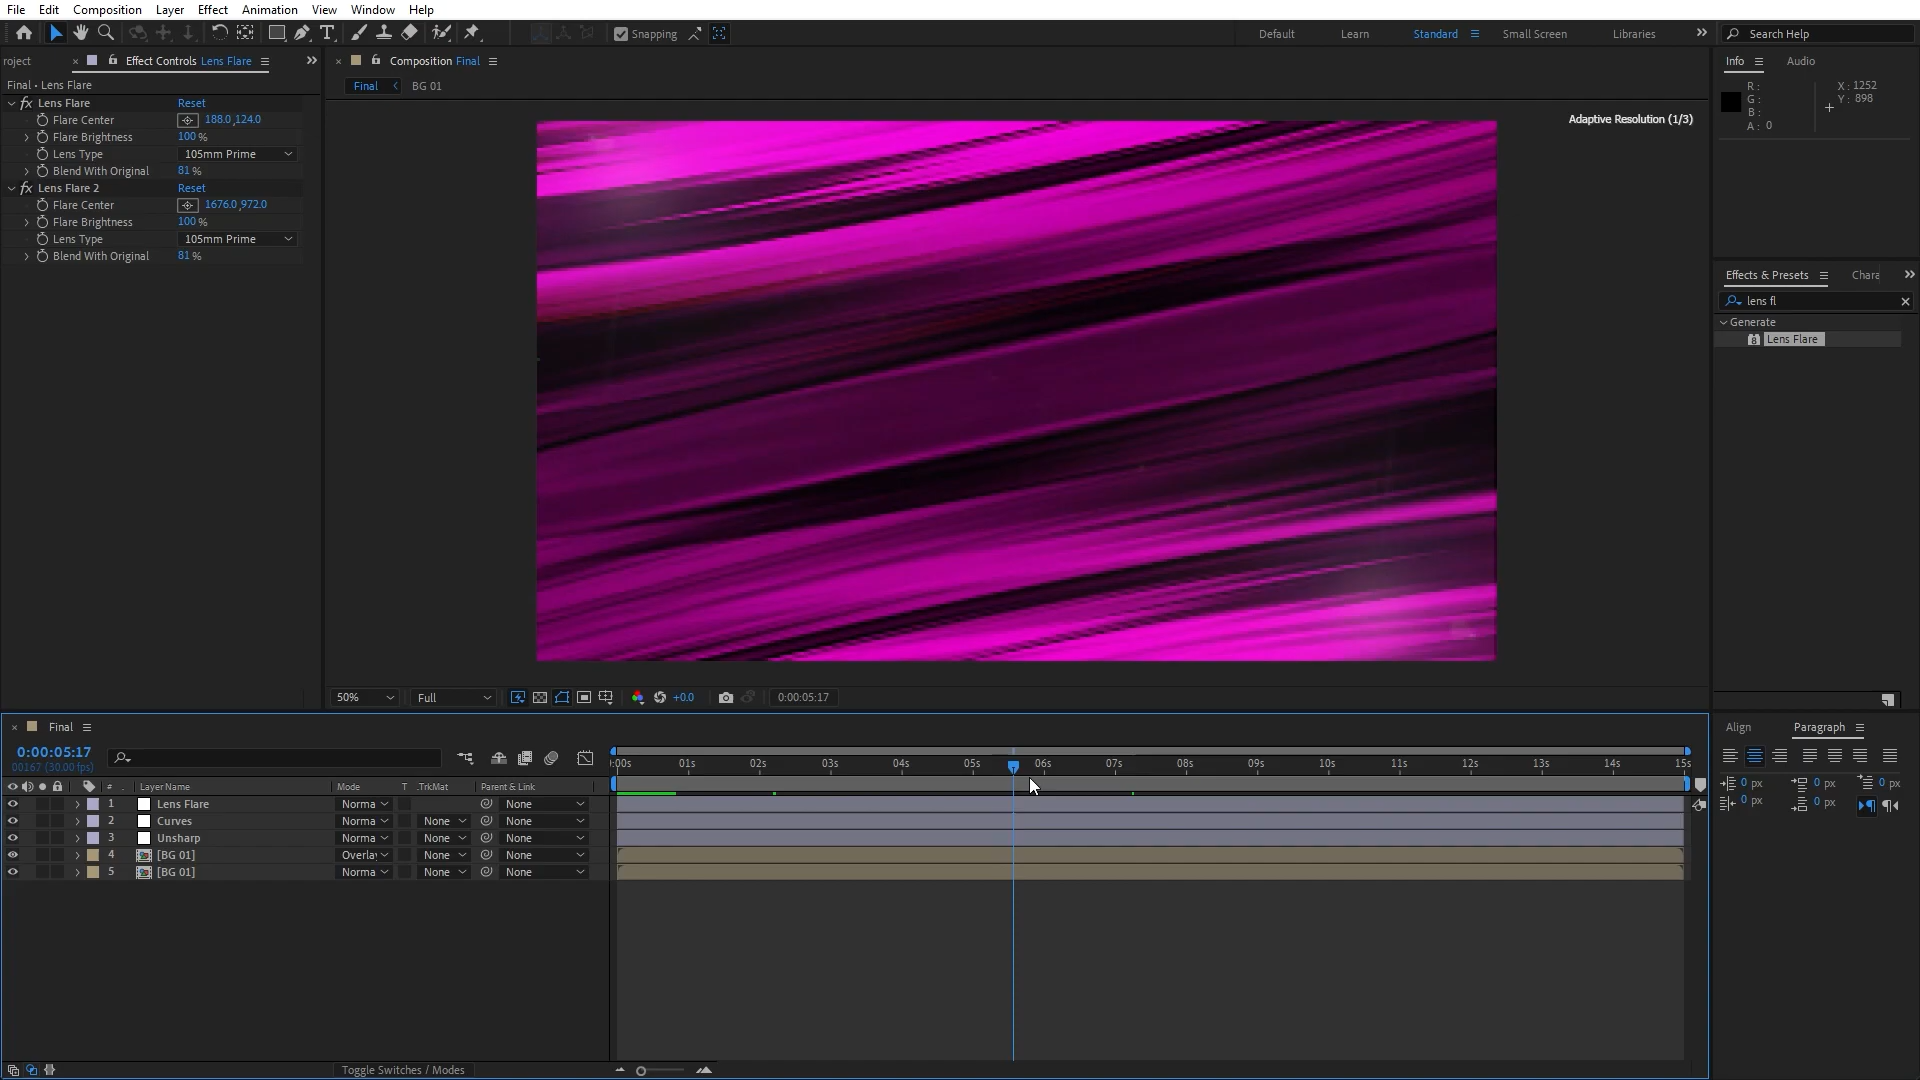 File Edit Composition Layer Effect Animation View Window Help
Snapping
Default Learn Standard Small Screen Libraries
Search Help
roject
Effect Controls Lens Flare
Composition Final
Info Audio
Final • Lens Flare
Final BG 01
R :
G :
B :
A : 0
X : 1252
Y : 898
Lens Flare Reset
Flare Center 188.0 ,124.0
Flare Brightness 100 %
Lens Type 105mm Prime
Blend With Original 81 %
Lens Flare 2 Reset
Flare Center 1676.0 ,972.0
Flare Brightness 100 %
Lens Type 105mm Prime
Blend With Original 81 %
Adaptive Resolution (1/3)
Effects & Presets Chara
lens fl
Generate
Lens Flare
50% Full +0.0 0:00:05:17
Final
Align Paragraph
0:00:05:17
00167 (30.00 fps)
:00s 01s 02s 03s 04s 05s 06s 07s 08s 09s 10s 11s 12s 13s 14s 15s
# Layer Name Mode T .TrkMat Parent & Link
1 Lens Flare Norma None
2 Curves Norma None None
3 Unsharp Norma None None
4 [BG 01] Overla None None
5 [BG 01] Norma None None
0 px 0 px 0 px
0 px 0 px
Toggle Switches / Modes